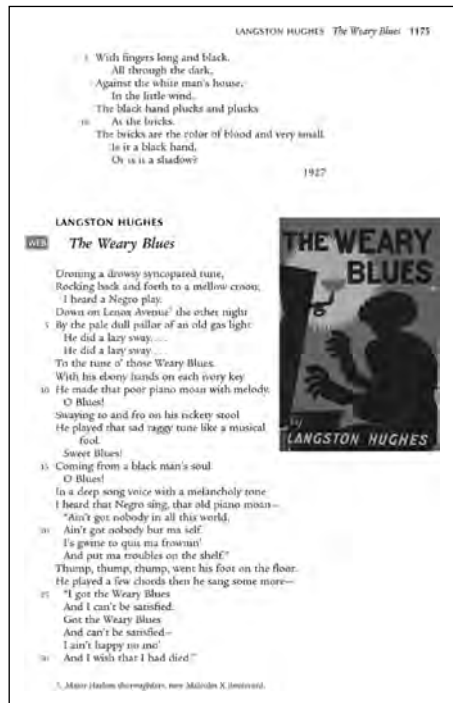 LANGSTON HUGHES The Weary Blues 1175
5 With fingers long and black,
All through the dark,
Against the white man's house,
In the little wind,
The black hand plucks and plucks
10 At the bricks.
The bricks are the color of blood and very small.
Is it a black hand,
Or is it a shadow?
1927
LANGSTON HUGHES
WEB The Weary Blues
Droning a drowsy syncopated tune,
Rocking back and forth to a mellow croon,
I heard a Negro play.
Down on Lenox Avenue⁵ the other night
5 By the pale dull pallor of an old gas light
He did a lazy sway. . . .
He did a lazy sway. . . .
To the tune o' those Weary Blues.
With his ebony hands on each ivory key
10 He made that poor piano moan with melody.
O Blues!
Swaying to and fro on his rickety stool
He played that sad raggy tune like a musical
fool.
Sweet Blues!
15 Coming from a black man's soul
O Blues!
In a deep song voice with a melancholy tone
I heard that Negro sing, that old piano moan—
"Ain't got nobody in all this world,
20 Ain't got nobody but ma self.
I's gwine to quit ma frownin'
And put ma troubles on the shelf."
Thump, thump, thump, went his foot on the floor.
He played a few chords then he sang some more—
25 "I got the Weary Blues
And I can't be satisfied.
Got the Weary Blues
And can't be satisfied—
I ain't happy no mo'
30 And I wish that I had died."
5. Major Harlem thoroughfare, now Malcolm X Boulevard.
THE WEARY
BLUES
by
LANGSTON HUGHES